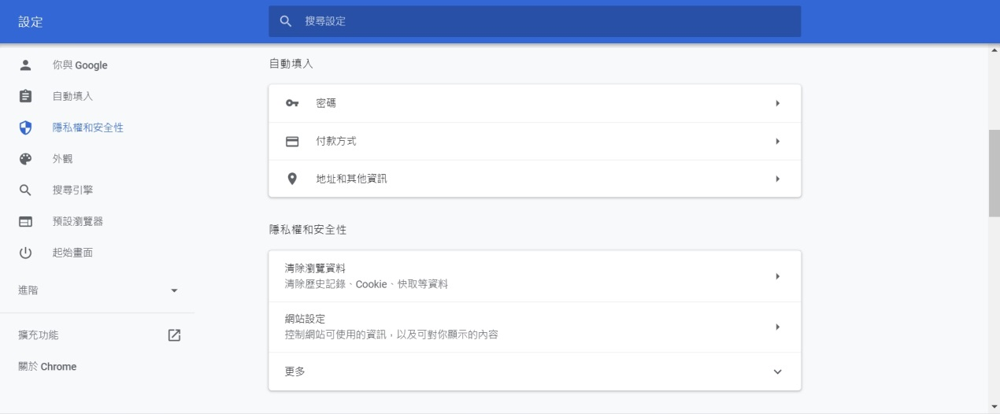 設定
搜尋設定
你與 Google
自動填入
隱私權和安全性
外觀
搜尋引擎
預設瀏覽器
起始畫面
進階
擴充功能
關於 Chrome
自動填入
密碼
付款方式
地址和其他資訊
隱私權和安全性
清除瀏覽資料
清除歷史記錄、Cookie、快取等資料
網站設定
控制網站可使用的資訊，以及可對你顯示的內容
更多